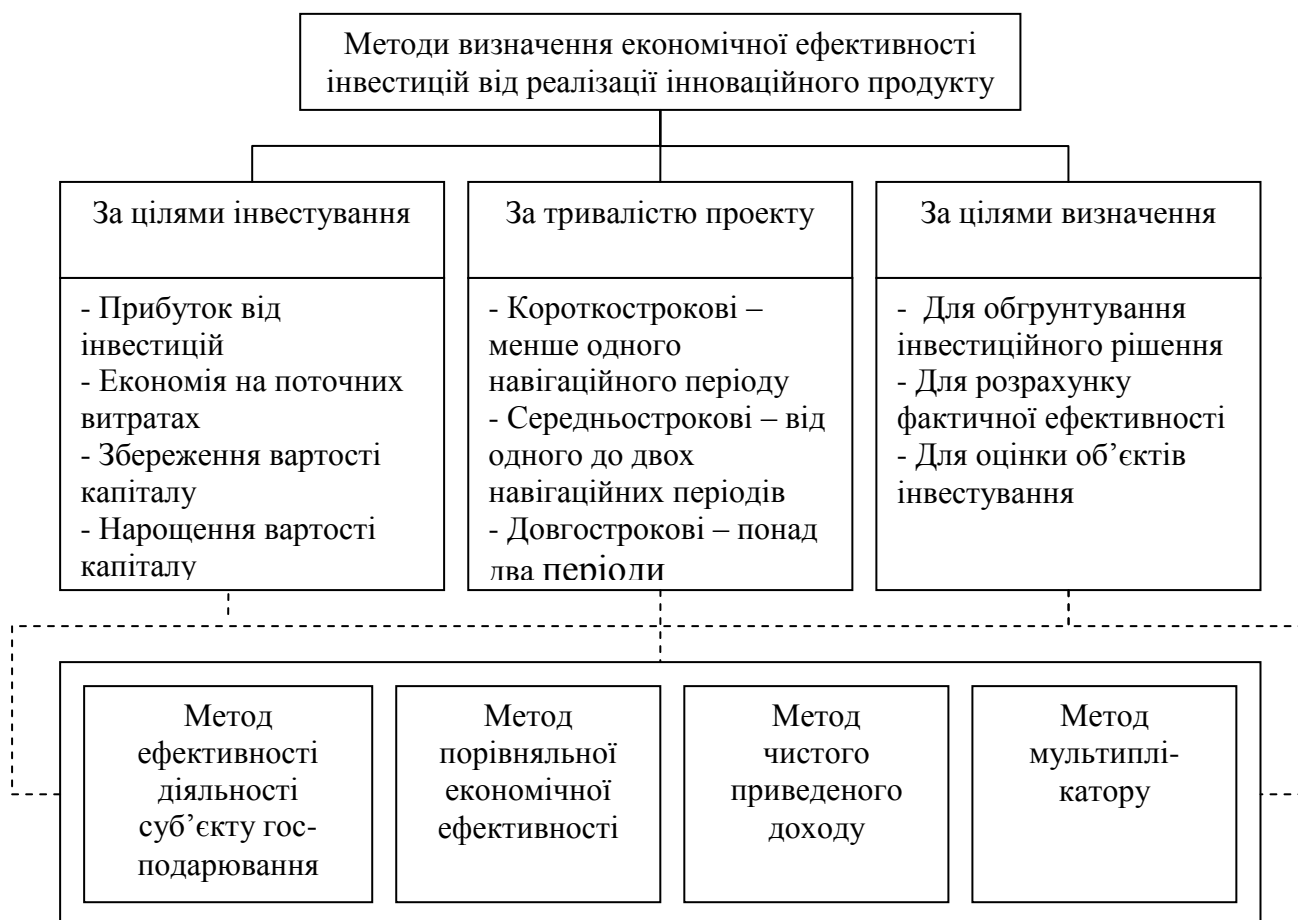 Методи визначення економічної ефективності
інвестицій від реалізації інноваційного продукту
За цілями інвестування
- Прибуток від
інвестицій
- Економія на поточних
витратах
- Збереження вартості
капіталу
- Нарощення вартості
капіталу
За тривалістю проекту
- Короткострокові –
менше одного
навігаційного періоду
- Середньострокові – від
одного до двох
навігаційних періодів
- Довгострокові – понад
два періоди
За цілями визначення
- Для обгрунтування
інвестиційного рішення
- Для розрахунку
фактичної ефективності
- Для оцінки об’єктів
інвестування
Метод
ефективності
діяльності
суб’єкту гос-
подарювання
Метод
порівняльної
економічної
ефективності
Метод
чистого
приведеного
доходу
Метод
мультиплі-
катору